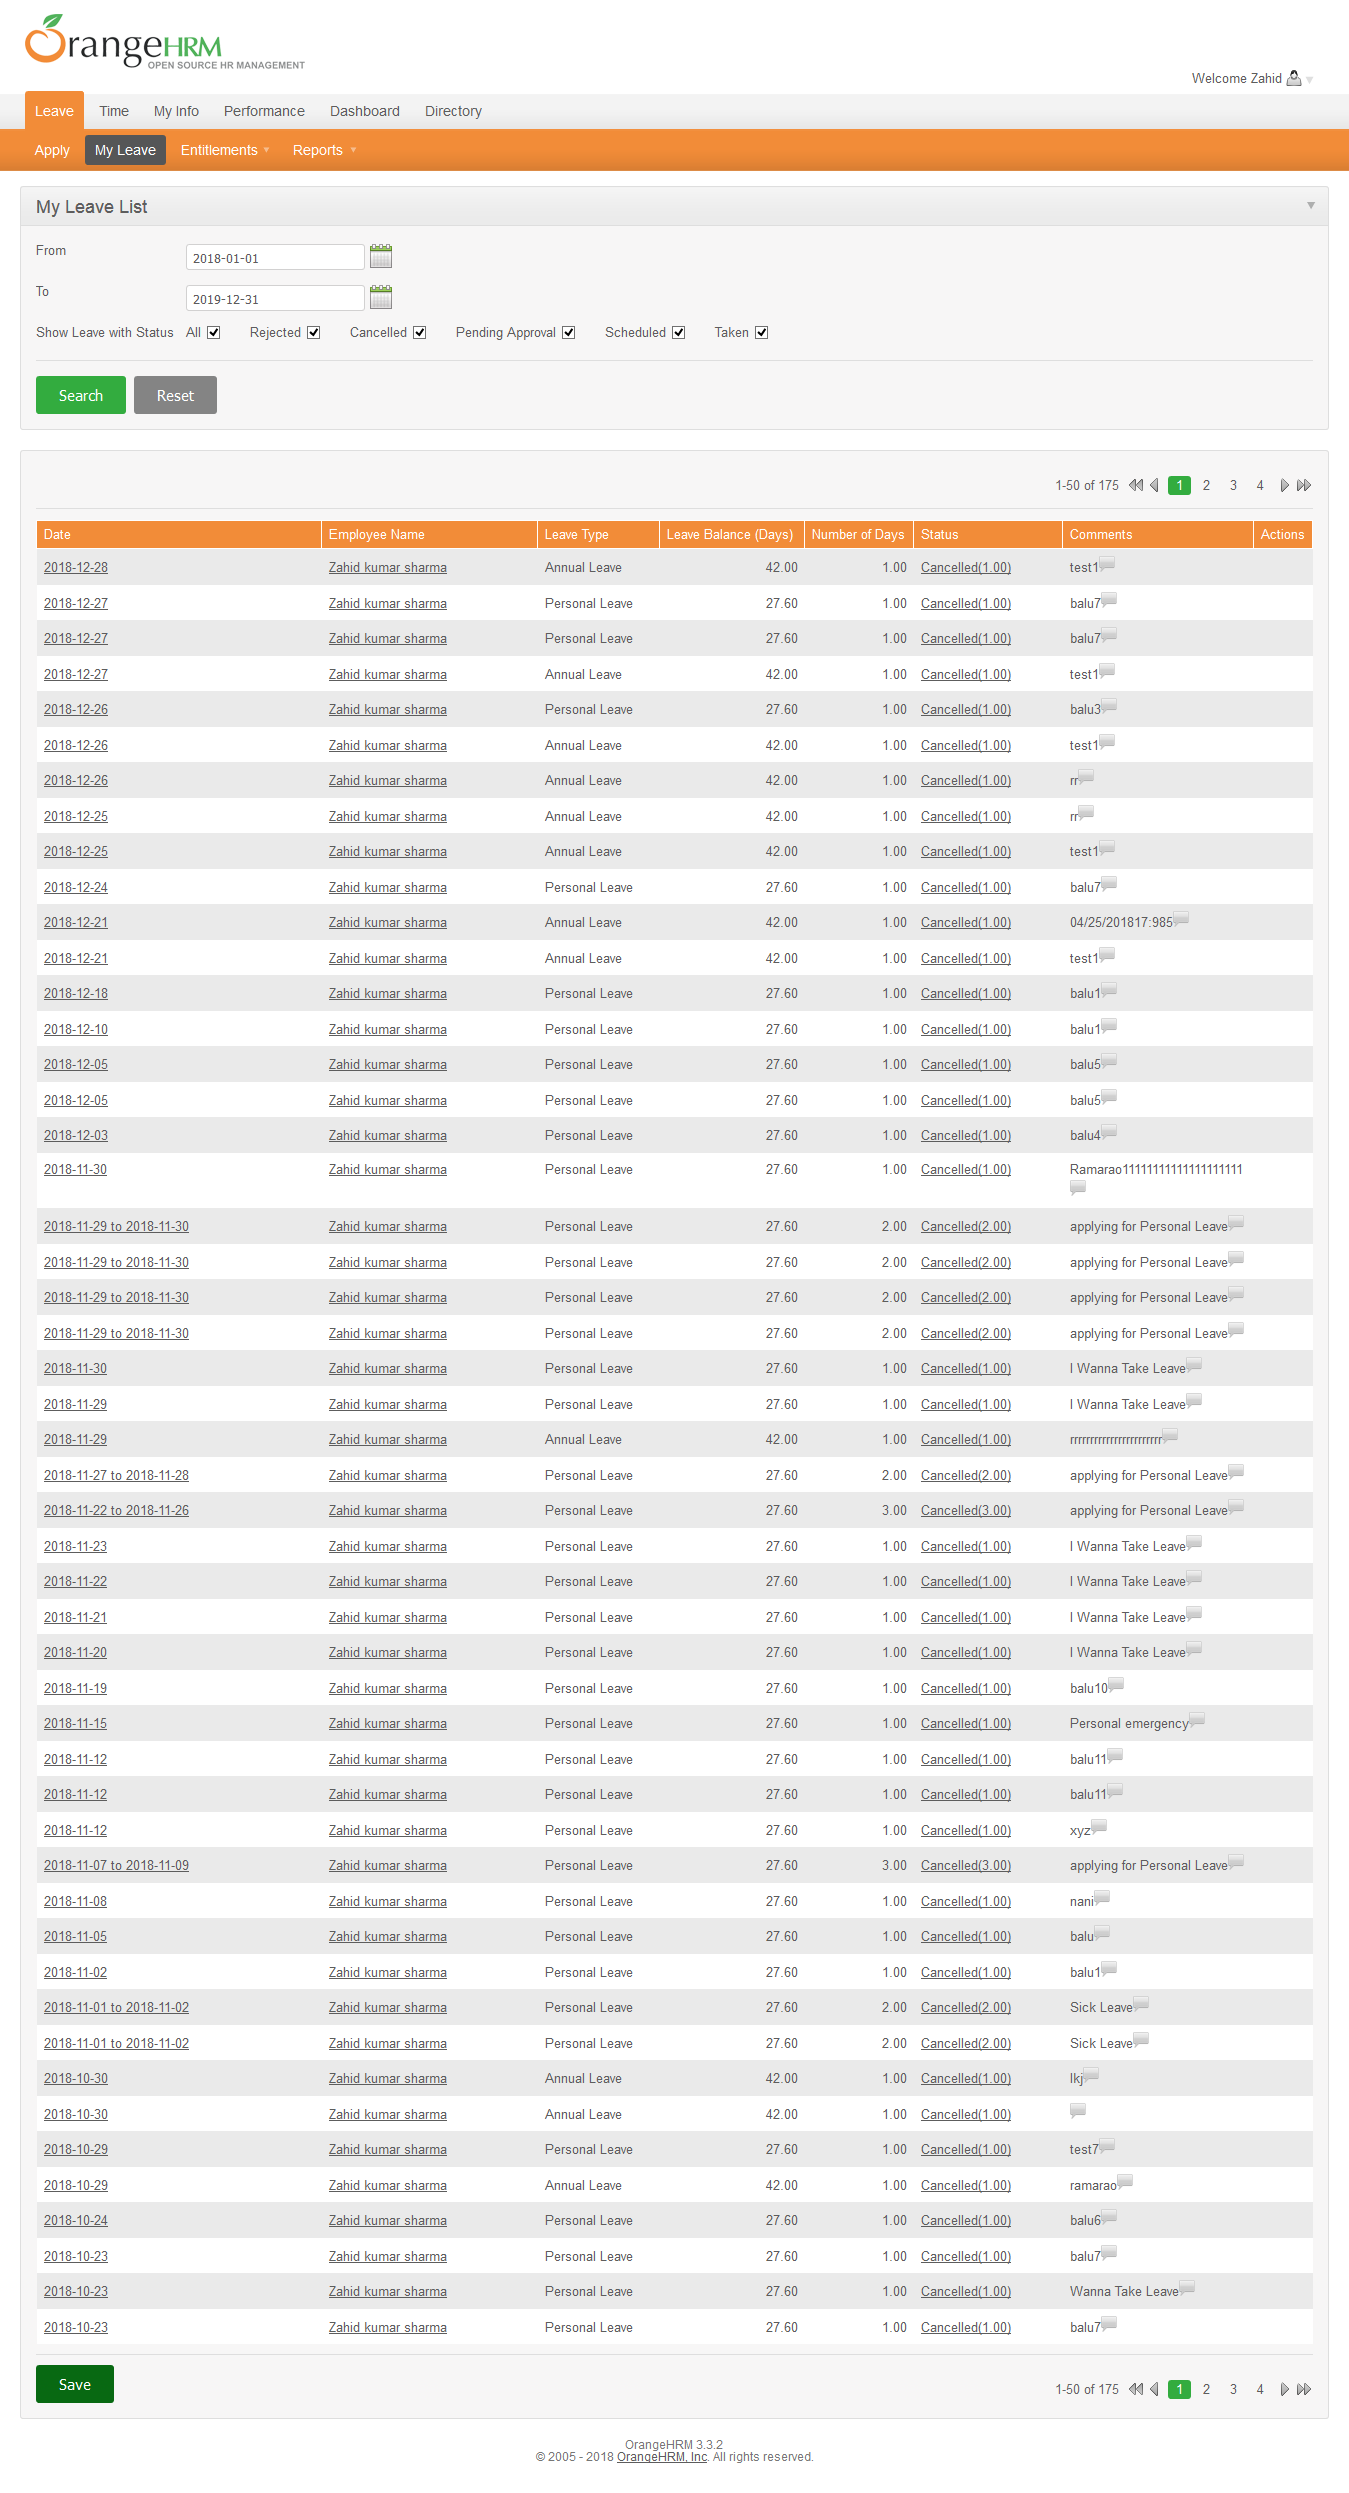 OrangeHRM
OPEN SOURCE HR MANAGEMENT
Welcome Zahid
Leave Time My Info Performance Dashboard Directory
Apply My Leave Entitlements Reports
My Leave List
From 2018-01-01
To 2019-12-31
Show Leave with Status All Rejected Cancelled Pending Approval Scheduled Taken
Search Reset
1-50 of 175 1 2 3 4
Date Employee Name Leave Type Leave Balance (Days) Number of Days Status Comments Actions
2018-12-28 Zahid kumar sharma Annual Leave 42.00 1.00 Cancelled(1.00) test1
2018-12-27 Zahid kumar sharma Personal Leave 27.60 1.00 Cancelled(1.00) balu7
2018-12-27 Zahid kumar sharma Personal Leave 27.60 1.00 Cancelled(1.00) balu7
2018-12-27 Zahid kumar sharma Annual Leave 42.00 1.00 Cancelled(1.00) test1
2018-12-26 Zahid kumar sharma Personal Leave 27.60 1.00 Cancelled(1.00) balu3
2018-12-26 Zahid kumar sharma Annual Leave 42.00 1.00 Cancelled(1.00) test1
2018-12-26 Zahid kumar sharma Annual Leave 42.00 1.00 Cancelled(1.00) rr
2018-12-25 Zahid kumar sharma Annual Leave 42.00 1.00 Cancelled(1.00) rr
2018-12-25 Zahid kumar sharma Annual Leave 42.00 1.00 Cancelled(1.00) test1
2018-12-24 Zahid kumar sharma Personal Leave 27.60 1.00 Cancelled(1.00) balu7
2018-12-21 Zahid kumar sharma Annual Leave 42.00 1.00 Cancelled(1.00) 04/25/201817:985
2018-12-21 Zahid kumar sharma Annual Leave 42.00 1.00 Cancelled(1.00) test1
2018-12-18 Zahid kumar sharma Personal Leave 27.60 1.00 Cancelled(1.00) balu1
2018-12-10 Zahid kumar sharma Personal Leave 27.60 1.00 Cancelled(1.00) balu1
2018-12-05 Zahid kumar sharma Personal Leave 27.60 1.00 Cancelled(1.00) balu5
2018-12-05 Zahid kumar sharma Personal Leave 27.60 1.00 Cancelled(1.00) balu5
2018-12-03 Zahid kumar sharma Personal Leave 27.60 1.00 Cancelled(1.00) balu4
2018-11-30 Zahid kumar sharma Personal Leave 27.60 1.00 Cancelled(1.00) Ramarao11111111111111111111
2018-11-29 to 2018-11-30 Zahid kumar sharma Personal Leave 27.60 2.00 Cancelled(2.00) applying for Personal Leave
2018-11-29 to 2018-11-30 Zahid kumar sharma Personal Leave 27.60 2.00 Cancelled(2.00) applying for Personal Leave
2018-11-29 to 2018-11-30 Zahid kumar sharma Personal Leave 27.60 2.00 Cancelled(2.00) applying for Personal Leave
2018-11-29 to 2018-11-30 Zahid kumar sharma Personal Leave 27.60 2.00 Cancelled(2.00) applying for Personal Leave
2018-11-30 Zahid kumar sharma Personal Leave 27.60 1.00 Cancelled(1.00) I Wanna Take Leave
2018-11-29 Zahid kumar sharma Personal Leave 27.60 1.00 Cancelled(1.00) I Wanna Take Leave
2018-11-29 Zahid kumar sharma Annual Leave 42.00 1.00 Cancelled(1.00) rrrrrrrrrrrrrrrrrrrrrrr
2018-11-27 to 2018-11-28 Zahid kumar sharma Personal Leave 27.60 2.00 Cancelled(2.00) applying for Personal Leave
2018-11-22 to 2018-11-26 Zahid kumar sharma Personal Leave 27.60 3.00 Cancelled(3.00) applying for Personal Leave
2018-11-23 Zahid kumar sharma Personal Leave 27.60 1.00 Cancelled(1.00) I Wanna Take Leave
2018-11-22 Zahid kumar sharma Personal Leave 27.60 1.00 Cancelled(1.00) I Wanna Take Leave
2018-11-21 Zahid kumar sharma Personal Leave 27.60 1.00 Cancelled(1.00) I Wanna Take Leave
2018-11-20 Zahid kumar sharma Personal Leave 27.60 1.00 Cancelled(1.00) I Wanna Take Leave
2018-11-19 Zahid kumar sharma Personal Leave 27.60 1.00 Cancelled(1.00) balu10
2018-11-15 Zahid kumar sharma Personal Leave 27.60 1.00 Cancelled(1.00) Personal emergency
2018-11-12 Zahid kumar sharma Personal Leave 27.60 1.00 Cancelled(1.00) balu11
2018-11-12 Zahid kumar sharma Personal Leave 27.60 1.00 Cancelled(1.00) balu11
2018-11-12 Zahid kumar sharma Personal Leave 27.60 1.00 Cancelled(1.00) xyz
2018-11-07 to 2018-11-09 Zahid kumar sharma Personal Leave 27.60 3.00 Cancelled(3.00) applying for Personal Leave
2018-11-08 Zahid kumar sharma Personal Leave 27.60 1.00 Cancelled(1.00) nani
2018-11-05 Zahid kumar sharma Personal Leave 27.60 1.00 Cancelled(1.00) balu
2018-11-02 Zahid kumar sharma Personal Leave 27.60 1.00 Cancelled(1.00) balu1
2018-11-01 to 2018-11-02 Zahid kumar sharma Personal Leave 27.60 2.00 Cancelled(2.00) Sick Leave
2018-11-01 to 2018-11-02 Zahid kumar sharma Personal Leave 27.60 2.00 Cancelled(2.00) Sick Leave
2018-10-30 Zahid kumar sharma Annual Leave 42.00 1.00 Cancelled(1.00) lkj
2018-10-30 Zahid kumar sharma Annual Leave 42.00 1.00 Cancelled(1.00)
2018-10-29 Zahid kumar sharma Personal Leave 27.60 1.00 Cancelled(1.00) test7
2018-10-29 Zahid kumar sharma Annual Leave 42.00 1.00 Cancelled(1.00) ramarao
2018-10-24 Zahid kumar sharma Personal Leave 27.60 1.00 Cancelled(1.00) balu6
2018-10-23 Zahid kumar sharma Personal Leave 27.60 1.00 Cancelled(1.00) balu7
2018-10-23 Zahid kumar sharma Personal Leave 27.60 1.00 Cancelled(1.00) Wanna Take Leave
2018-10-23 Zahid kumar sharma Personal Leave 27.60 1.00 Cancelled(1.00) balu7
Save 1-50 of 175 1 2 3 4
OrangeHRM 3.3.2
© 2005 - 2018 OrangeHRM, Inc. All rights reserved.